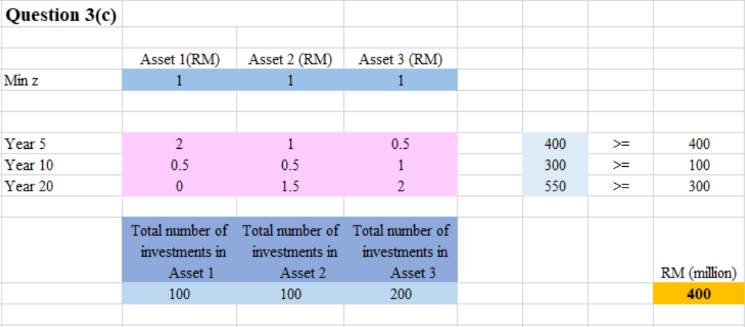 Question 3(c)
Asset 1(RM) Asset 2 (RM) Asset 3 (RM)
Min z 1 1 1
Year 5 2 1 0.5 400 >= 400
Year 10 0.5 0.5 1 300 >= 100
Year 20 0 1.5 2 550 >= 300
Total number of Total number of Total number of
investments in investments in investments in
Asset 1 Asset 2 Asset 3 RM (million)
100 100 200 400